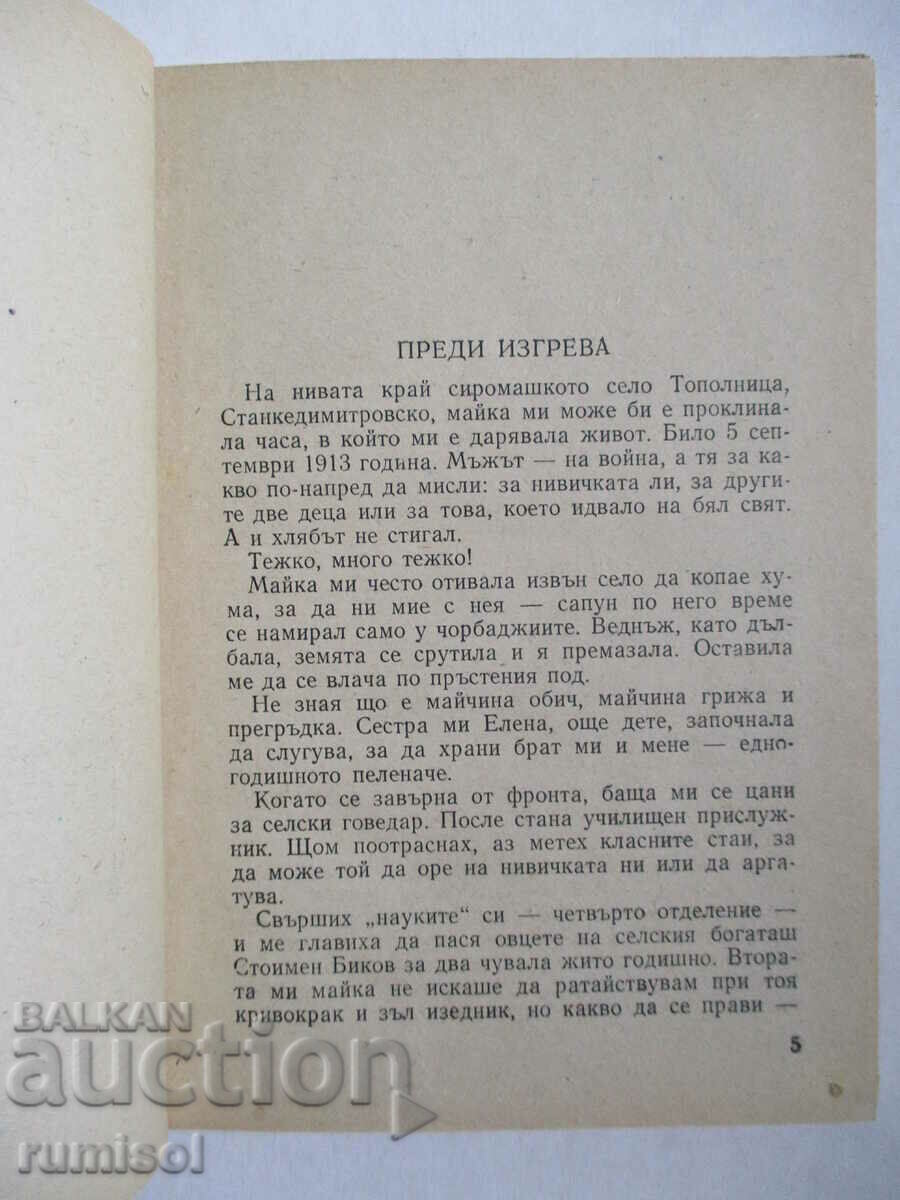 ПРЕДИ ИЗГРЕВА
На нивата край сиромашкото село Тополница,
Станкедимитровско, майка ми може би е проклина-
ла часа, в който ми е дарявала живот. Било 5 сеп-
тември 1913 година. Мъжът — на война, а тя за ка-
кво по-напред да мисли: за нивичката ли, за други-
те две деца или за това, което идвало на бял свят.
А и хлябът не стигал.
Тежко, много тежко!
Майка ми често отивала извън село да копае ху-
ма, за да ни мие с нея — сапун по него време
се намирал само у чорбаджиите. Веднъж, като дъл-
бала, земята се срутила и я премазала. Оставила
ме да се влача по пръстения под.
Не зная що е майчина обич, майчина грижа и
прегръдка. Сестра ми Елена, още дете, започнала
да слугува, за да храни брат ми и мене — едно-
годишното пеленаче.
Когато се завърна от фронта, баща ми се цани
за селски говедар. После стана училищен прислуж-
ник. Щом поотраснах, аз метех класните стаи, за
да може той да оре на нивичката ни или да арга-
тува.
Свърших „науките“ си — четвърто отделение —
и ме главиха да пася овцете на селския богаташ
Стоимен Биков за два чувала жито годишно. Втора-
та ми майка не искаше да ратайствувам при тоя
кривокрак и зъл изедник, но какво да се прави —
5
BALKAN
auction
rumisol